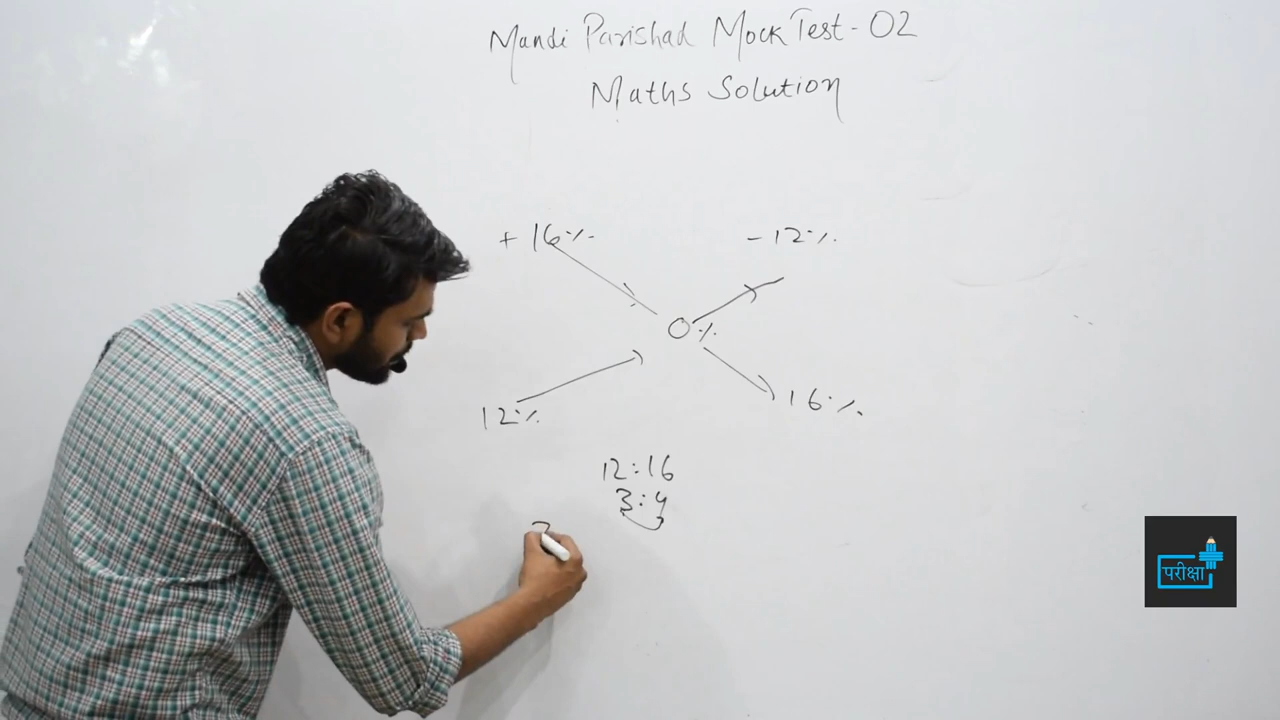 Mandi Parishad Mock Test - 02
Maths Solution
+ 16% - 12%
0%
12% 16%
12:16
3:4
परीक्षा